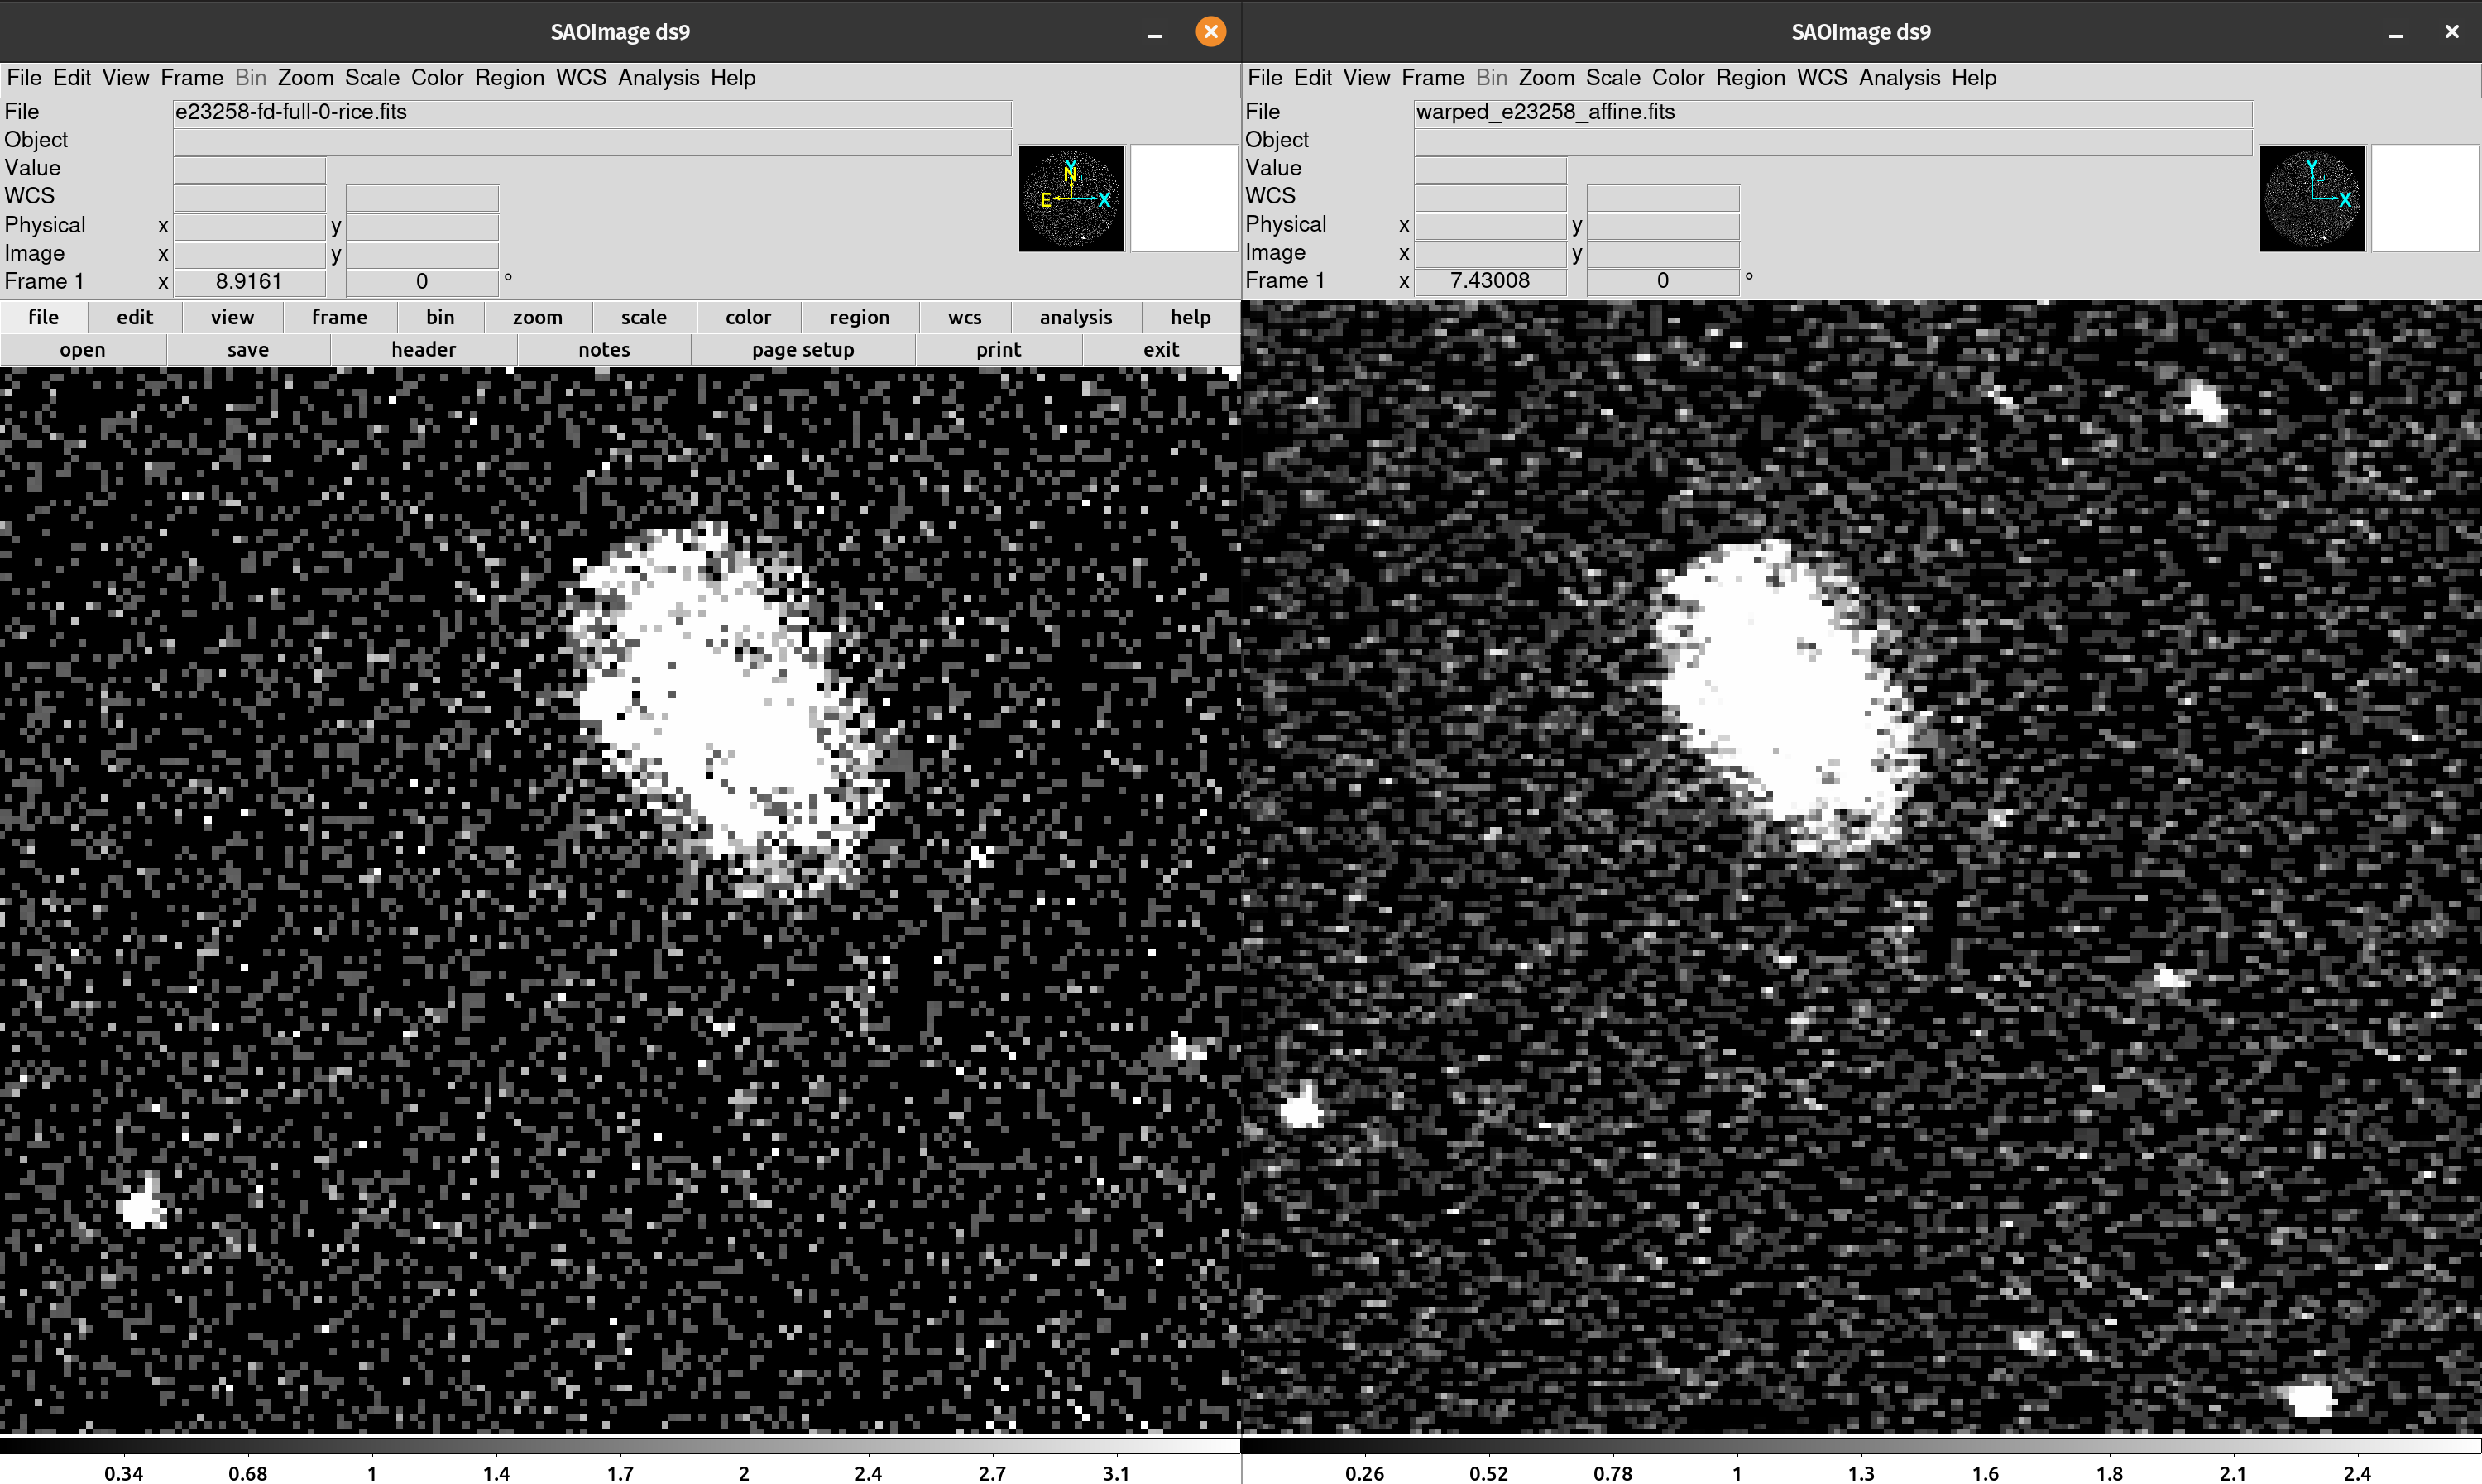 SAOImage ds9
File Edit View Frame Bin Zoom Scale Color Region WCS Analysis Help
File e23258-fd-full-0-rice.fits
Object
Value
WCS
Physical x y
Image x y
Frame 1 x 8.9161 0 °
Y
N
E X
file edit view frame bin zoom scale color region wcs analysis help
open save header notes page setup print exit
0.34 0.68 1 1.4 1.7 2 2.4 2.7 3.1
SAOImage ds9
File Edit View Frame Bin Zoom Scale Color Region WCS Analysis Help
File warped_e23258_affine.fits
Object
Value
WCS
Physical x y
Image x y
Frame 1 x 7.43008 0 °
Y
X
0.26 0.52 0.78 1 1.3 1.6 1.8 2.1 2.4